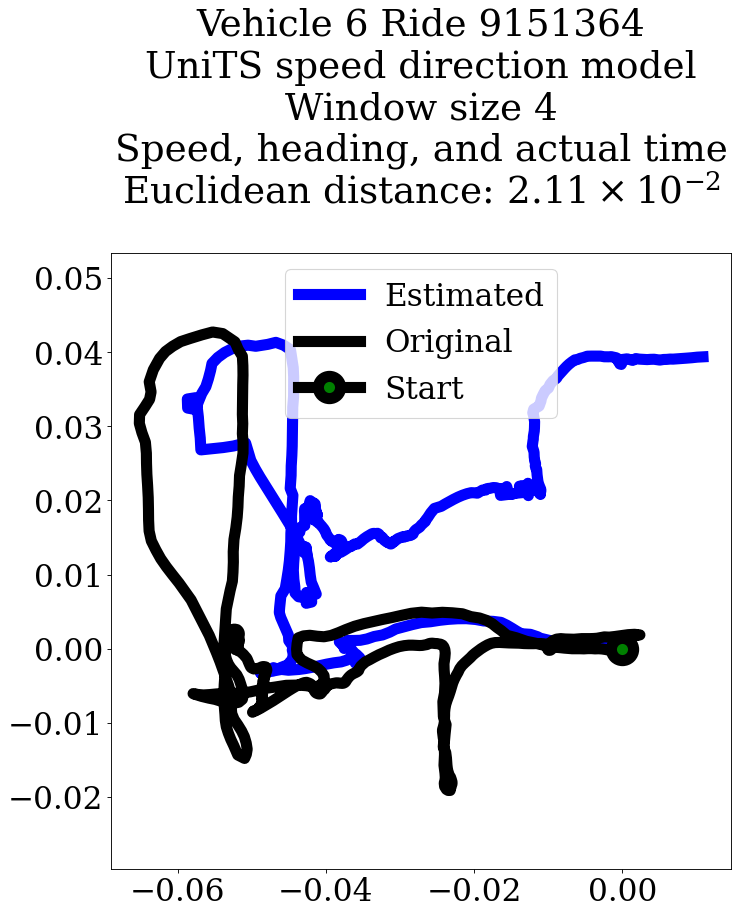 Vehicle 6 Ride 9151364
UniTS speed direction model
Window size 4
Speed, heading, and actual time
Euclidean distance: 2.11 × 10⁻²
0.05
0.04
0.03
0.02
0.01
0.00
−0.01
−0.02
Estimated
Original
Start
−0.06 −0.04 −0.02 0.00